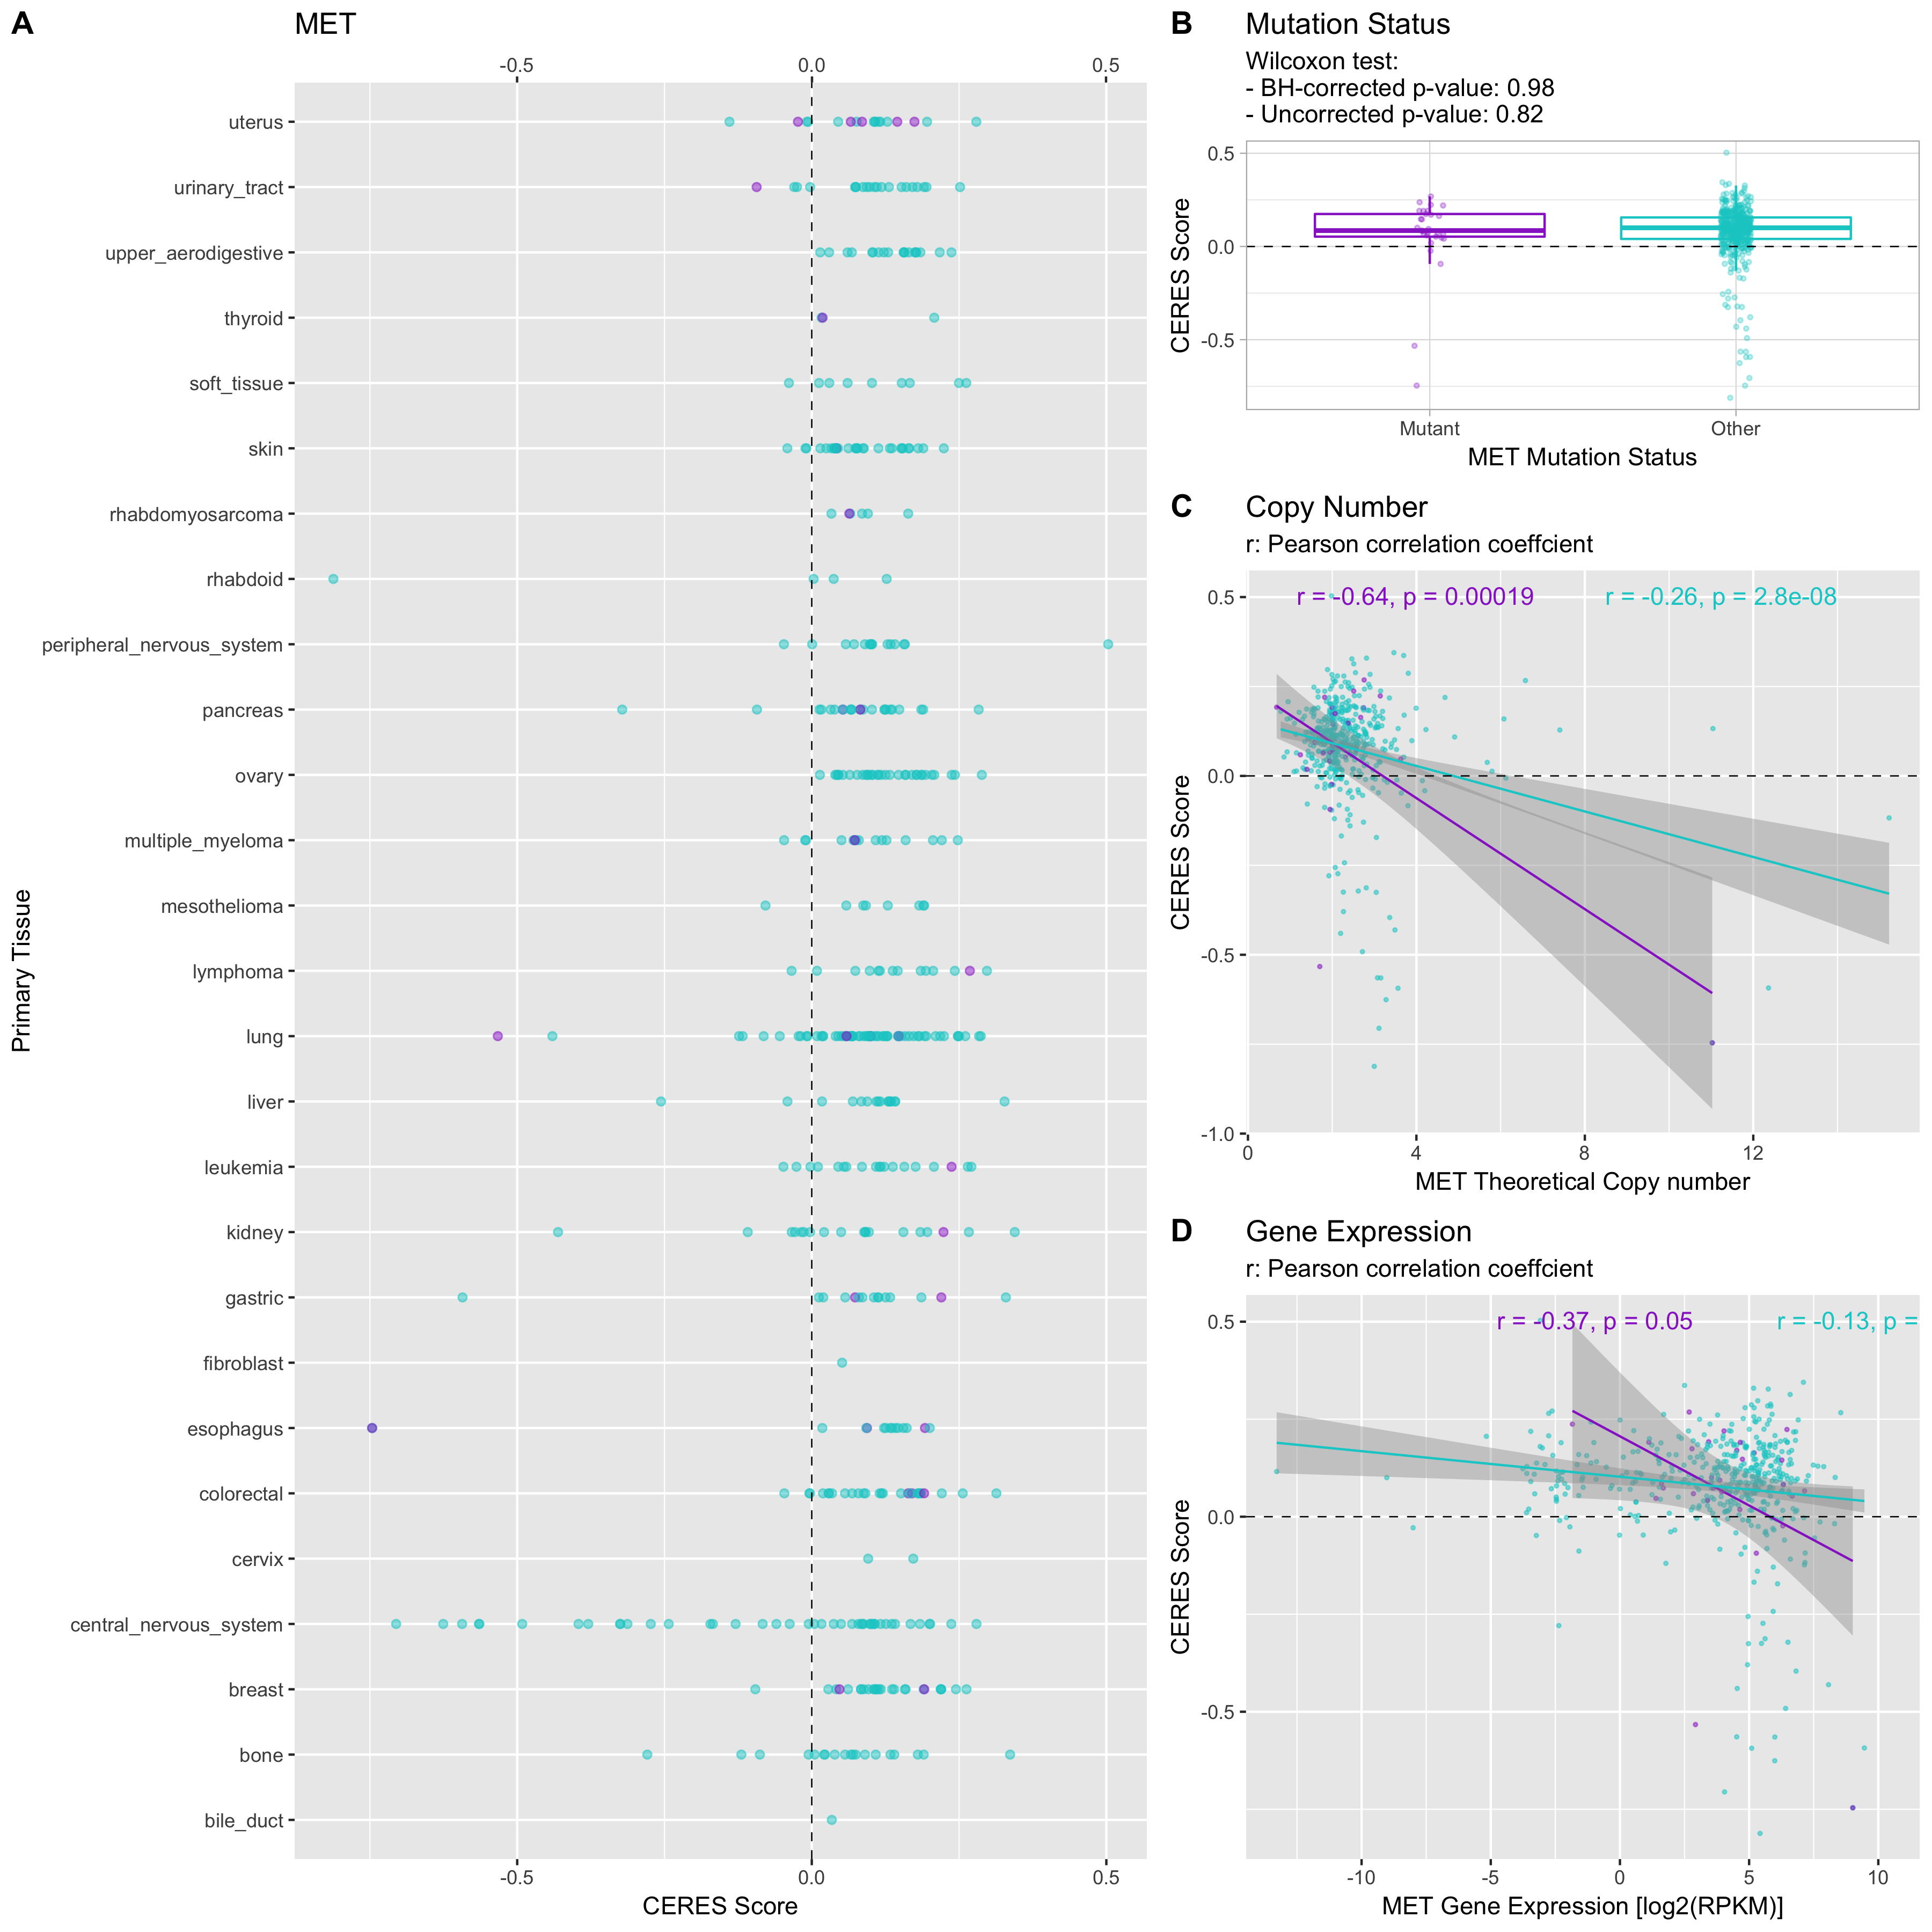 A
MET
-0.5
0.0
0.5
uterus
urinary_tract
upper_aerodigestive
thyroid
soft_tissue
skin
rhabdomyosarcoma
rhabdoid
peripheral_nervous_system
pancreas
ovary
multiple_myeloma
mesothelioma
lymphoma
lung
liver
leukemia
kidney
gastric
fibroblast
esophagus
colorectal
cervix
central_nervous_system
breast
bone
bile_duct
Primary Tissue
-0.5
0.0
0.5
CERES Score
B
Mutation Status
Wilcoxon test:
- BH-corrected p-value: 0.98
- Uncorrected p-value: 0.82
0.5
0.0
-0.5
CERES Score
Mutant
Other
MET Mutation Status
C
Copy Number
r: Pearson correlation coeffcient
r = -0.64, p = 0.00019
r = -0.26, p = 2.8e-08
0.5
0.0
-0.5
-1.0
CERES Score
0
4
8
12
MET Theoretical Copy number
D
Gene Expression
r: Pearson correlation coeffcient
r = -0.37, p = 0.05
r = -0.13, p =
0.5
0.0
-0.5
CERES Score
-10
-5
0
5
10
MET Gene Expression [log2(RPKM)]